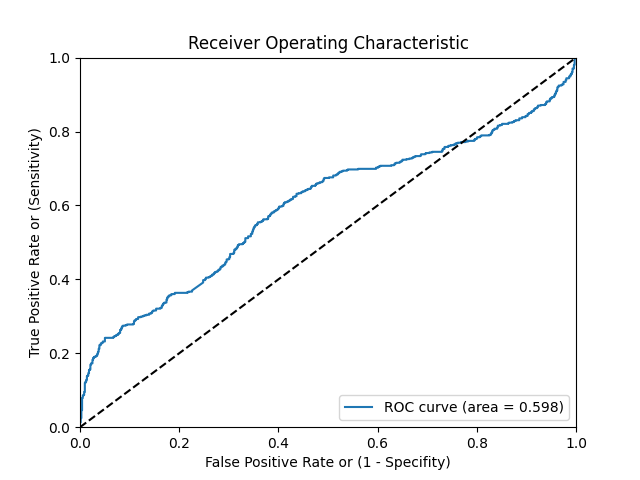 Receiver Operating Characteristic
True Positive Rate or (Sensitivity)
1.0
0.8
0.6
0.4
0.2
0.0
ROC curve (area = 0.598)
0.0 0.2 0.4 0.6 0.8 1.0
False Positive Rate or (1 - Specifity)